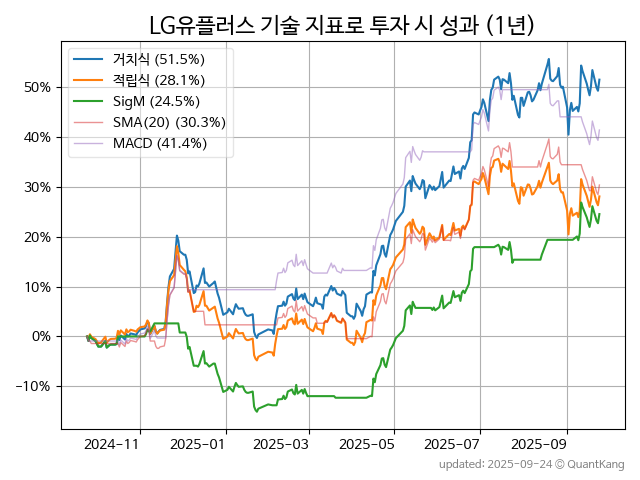 LG유플러스 기술 지표로 투자 시 성과 (1년)
거치식 (51.5%)
적립식 (28.1%)
SigM (24.5%)
SMA(20) (30.3%)
MACD (41.4%)
50%
40%
30%
20%
10%
0%
−10%
2024-11 2025-01 2025-03 2025-05 2025-07 2025-09
updated: 2025-09-24 © QuantKang